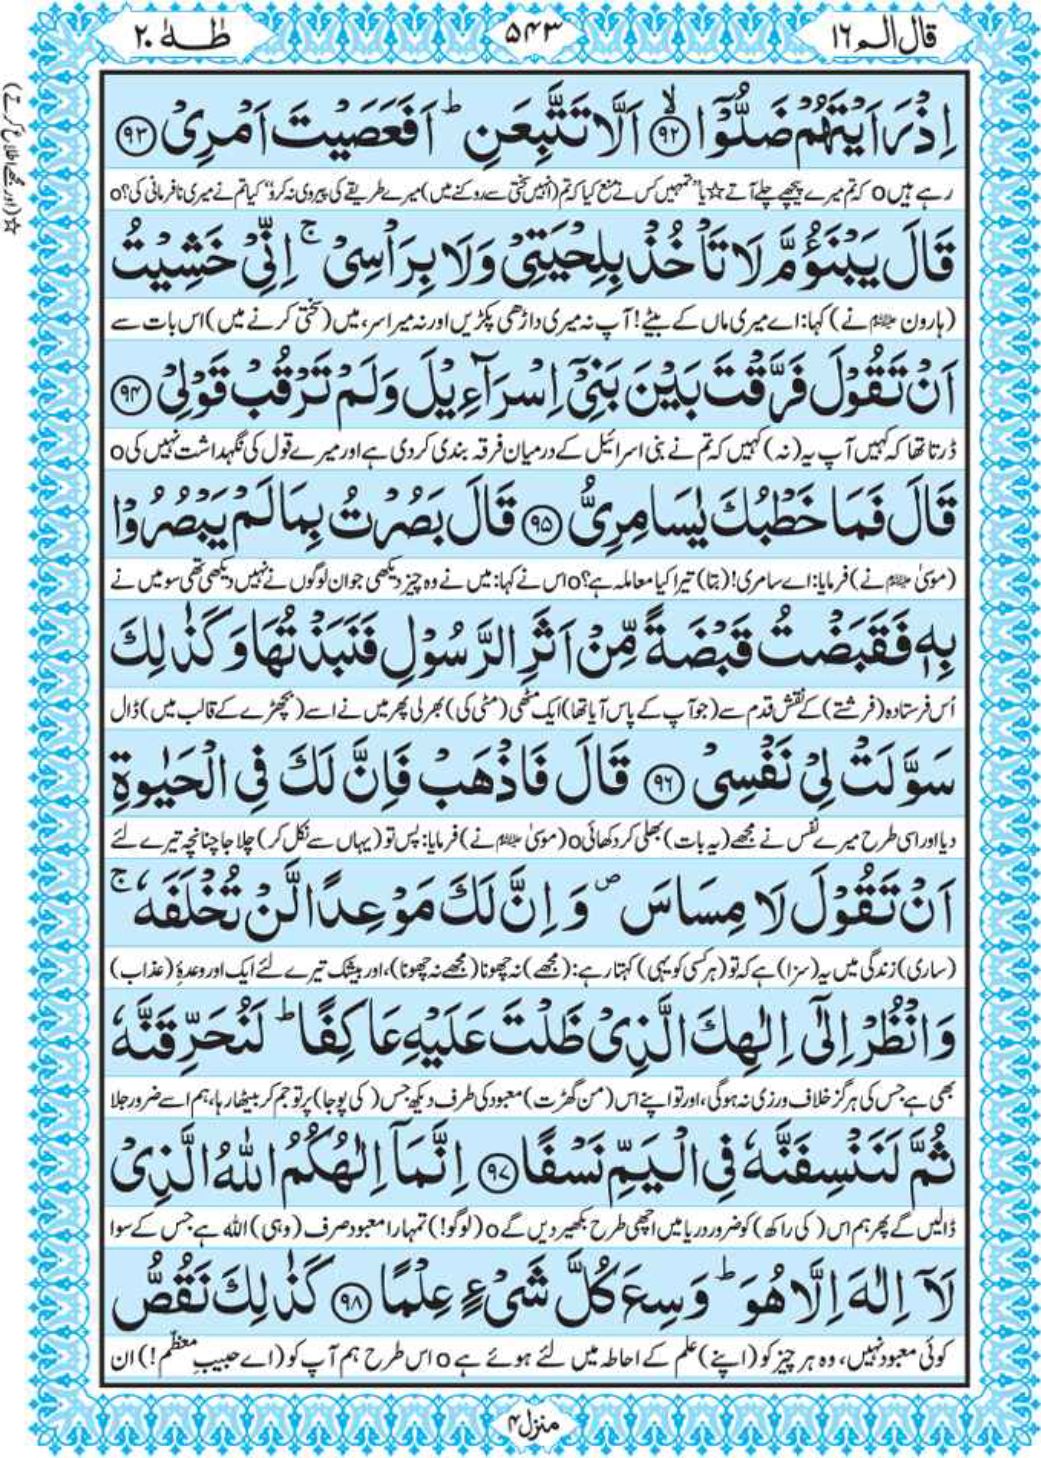 قال الم ١٦
٥٤٣
طٰهٰ ٢٠
اِذْ رَاَيْتَهُمْ ضَلُّوْۤا ﴿٩٢﴾ۙ اَلَّا تَتَّبِعَنِ ؕ اَفَعَصَيْتَ اَمْرِيْ ﴿٩٣﴾
رہے ہیںo کہ تم میرے پیچھے چلے آتے ☆ یا ”تمہیں کس نے منع کیا کہ تم (انہیں سختی سے روکنے میں) میرے طریقے کی پیروی نہ کرو“ کیا تم نے میری نافرمانی کی؟o
قَالَ يَبْنَؤُمَّ لَا تَاْخُذْ بِلِحْيَتِيْ وَلَا بِرَاْسِيْ ۚ اِنِّيْ خَشِيْتُ
(ہارون علیہ السلام نے) کہا: اے میری ماں کے بیٹے! آپ نہ میری داڑھی پکڑیں اور نہ میرا سر، میں (سختی کرنے میں) اس بات سے
اَنْ تَقُوْلَ فَرَّقْتَ بَيْنَ بَنِيْۤ اِسْرَآءِيْلَ وَلَمْ تَرْقُبْ قَوْلِيْ ﴿٩٤﴾
ڈرتا تھا کہ کہیں آپ یہ (نہ) کہیں کہ تم نے بنی اسرائیل کے درمیان فرقہ بندی کردی ہے اور میرے قول کی نگہداشت نہیں کیo
قَالَ فَمَا خَطْبُكَ يٰسَامِرِيُّ ﴿٩٥﴾ قَالَ بَصُرْتُ بِمَا لَمْ يَبْصُرُوْا
(موسیٰ علیہ السلام نے) فرمایا: اے سامری! (بتا) تیرا کیا معاملہ ہے؟o اس نے کہا: میں نے وہ چیز دیکھی جو ان لوگوں نے نہیں دیکھی تھی سو میں نے
بِهٖ فَقَبَضْتُ قَبْضَةً مِّنْ اَثَرِ الرَّسُوْلِ فَنَبَذْتُهَا وَ كَذٰلِكَ
اُس فرستادہ (فرشتے) کے نقش قدم سے (جو آپ کے پاس آیا تھا) ایک مٹھی (مٹی کی) بھر لی پھر میں نے اسے (بچھڑے کے قالب میں) ڈال
سَوَّلَتْ لِيْ نَفْسِيْ ﴿٩٦﴾ قَالَ فَاذْهَبْ فَاِنَّ لَكَ فِي الْحَيٰوةِ
دیا اور اسی طرح میرے نفس نے مجھے (یہ بات) بھلی کر دکھائیo (موسیٰ علیہ السلام نے) فرمایا: پس تو (یہاں سے نکل کر) چلا جا چنانچہ تیرے لئے
اَنْ تَقُوْلَ لَا مِسَاسَ ۪ وَ اِنَّ لَكَ مَوْعِدًا لَّنْ تُخْلَفَهٗ ۚ
(ساری) زندگی میں یہ (سزا) ہے کہ تو (ہر کسی کو یہی) کہتا رہے: (مجھے) نہ چھونا (مجھے نہ چھونا)، اور بیشک تیرے لئے ایک اور وعدۂ (عذاب)
وَانْظُرْ اِلٰۤى اِلٰهِكَ الَّذِيْ ظَلْتَ عَلَيْهِ عَاكِفًا ؕ لَنُحَرِّقَنَّهٗ
بھی ہے جس کی ہرگز خلاف ورزی نہ ہوگی، اور تو اپنے اس (من گھڑت) معبود کی طرف دیکھ جس (کی پوجا) پر تو جم کر بیٹھا رہا، ہم اسے ضرور جلا
ثُمَّ لَنَنْسِفَنَّهٗ فِي الْيَمِّ نَسْفًا ﴿٩٧﴾ اِنَّمَاۤ اِلٰهُكُمُ اللّٰهُ الَّذِيْ
ڈالیں گے پھر ہم اس (کی راکھ) کو ضرور دریا میں اچھی طرح بکھیر دیں گےo (لوگو!) تمہارا معبود صرف (وہی) اللہ ہے جس کے سوا
لَاۤ اِلٰهَ اِلَّا هُوَ ؕ وَسِعَ كُلَّ شَيْءٍ عِلْمًا ﴿٩٨﴾ كَذٰلِكَ نَقُصُّ
کوئی معبود نہیں، وہ ہر چیز کو (اپنے) علم کے احاطہ میں لئے ہوئے ہےo اس طرح ہم آپ کو (اے حبیبِ معظّم!) ان
منزل ٤
☆ (اور مجھے اطلاع کرتے)